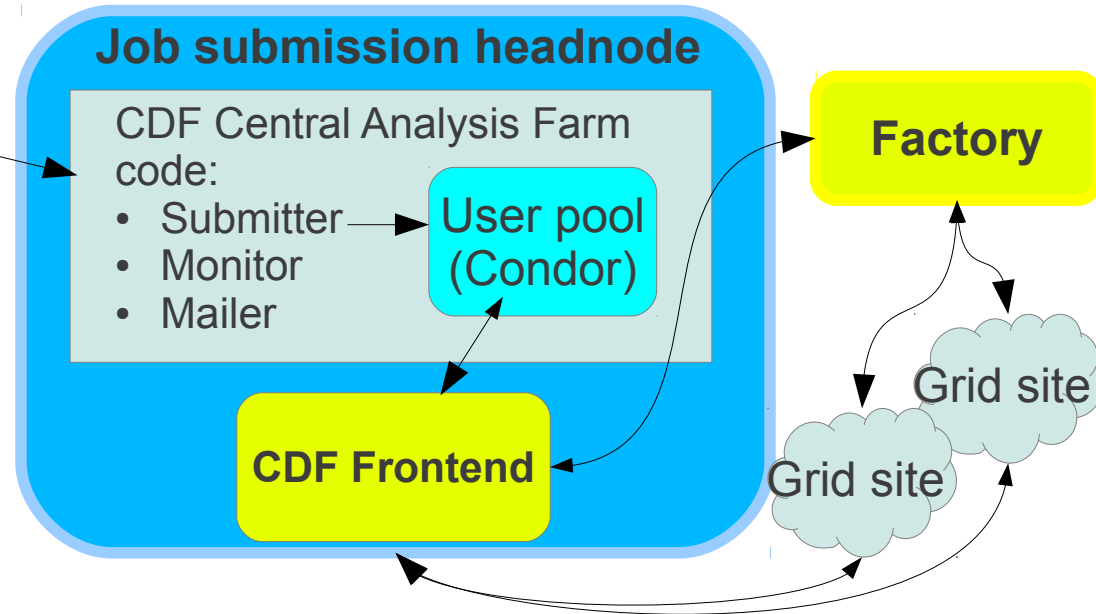 Job submission headnode
CDF Central Analysis Farm
code:
• Submitter
• Monitor
• Mailer
User pool
(Condor)
CDF Frontend
Factory
Grid site
Grid site